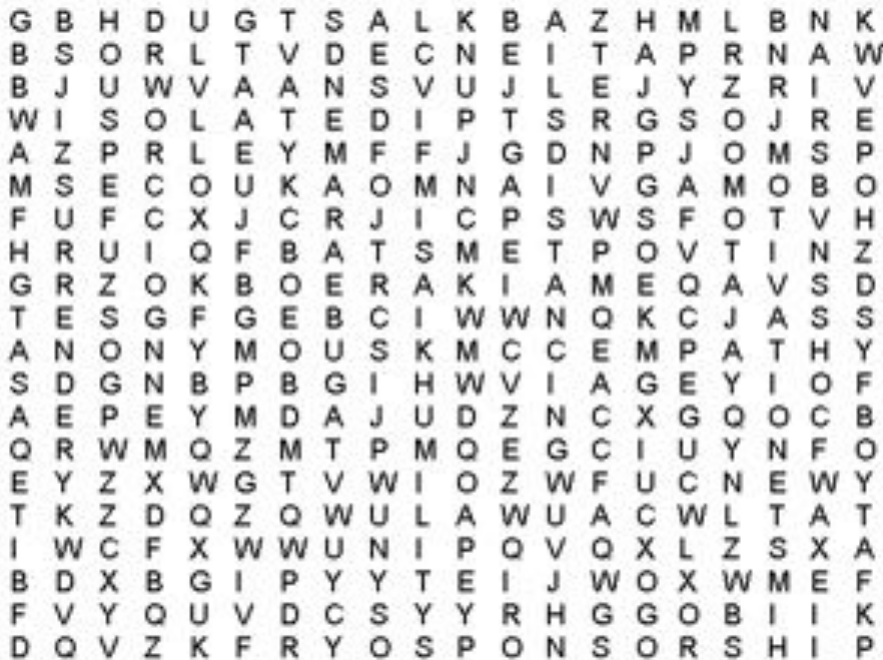 G B H D U G T S A L K B A Z H M L B N K
B S O R L T V D E C N E I T A P R N A W
B J U W V A A N S V U J L E J Y Z R I V
W I S O L A T E D I P T S R G S O J R E
A Z P R L E Y M F F J G D N P J O M S P
M S E C O U K A O M N A I V G A M O B O
F U F C X J C R J I C P S W S F O T V H
H R U I Q F B A T S M E T P O V T I N Z
G R Z O K B O E R A K I A M E Q A V S D
T E S G F G E B C I W W N Q K C J A S S
A N O N Y M O U S K M C C E M P A T H Y
S D G N B P B G I H W V I A G E Y I O F
A E P E Y M D A J U D Z N C X G Q O C B
Q R W M Q Z M T P M Q E G C I U Y N F O
E Y Z X W G T V W I O Z W F U C N E W Y
T K Z D Q Z Q W U L A W U A C W L T A T
I W C F X W W U N I P Q V Q X L Z S X A
B D X B G I P Y Y T E I J W O X W M E F
F V Y Q U V D C S Y Y R H G G O B I I K
D Q V Z K F R Y O S P O N S O R S H I P